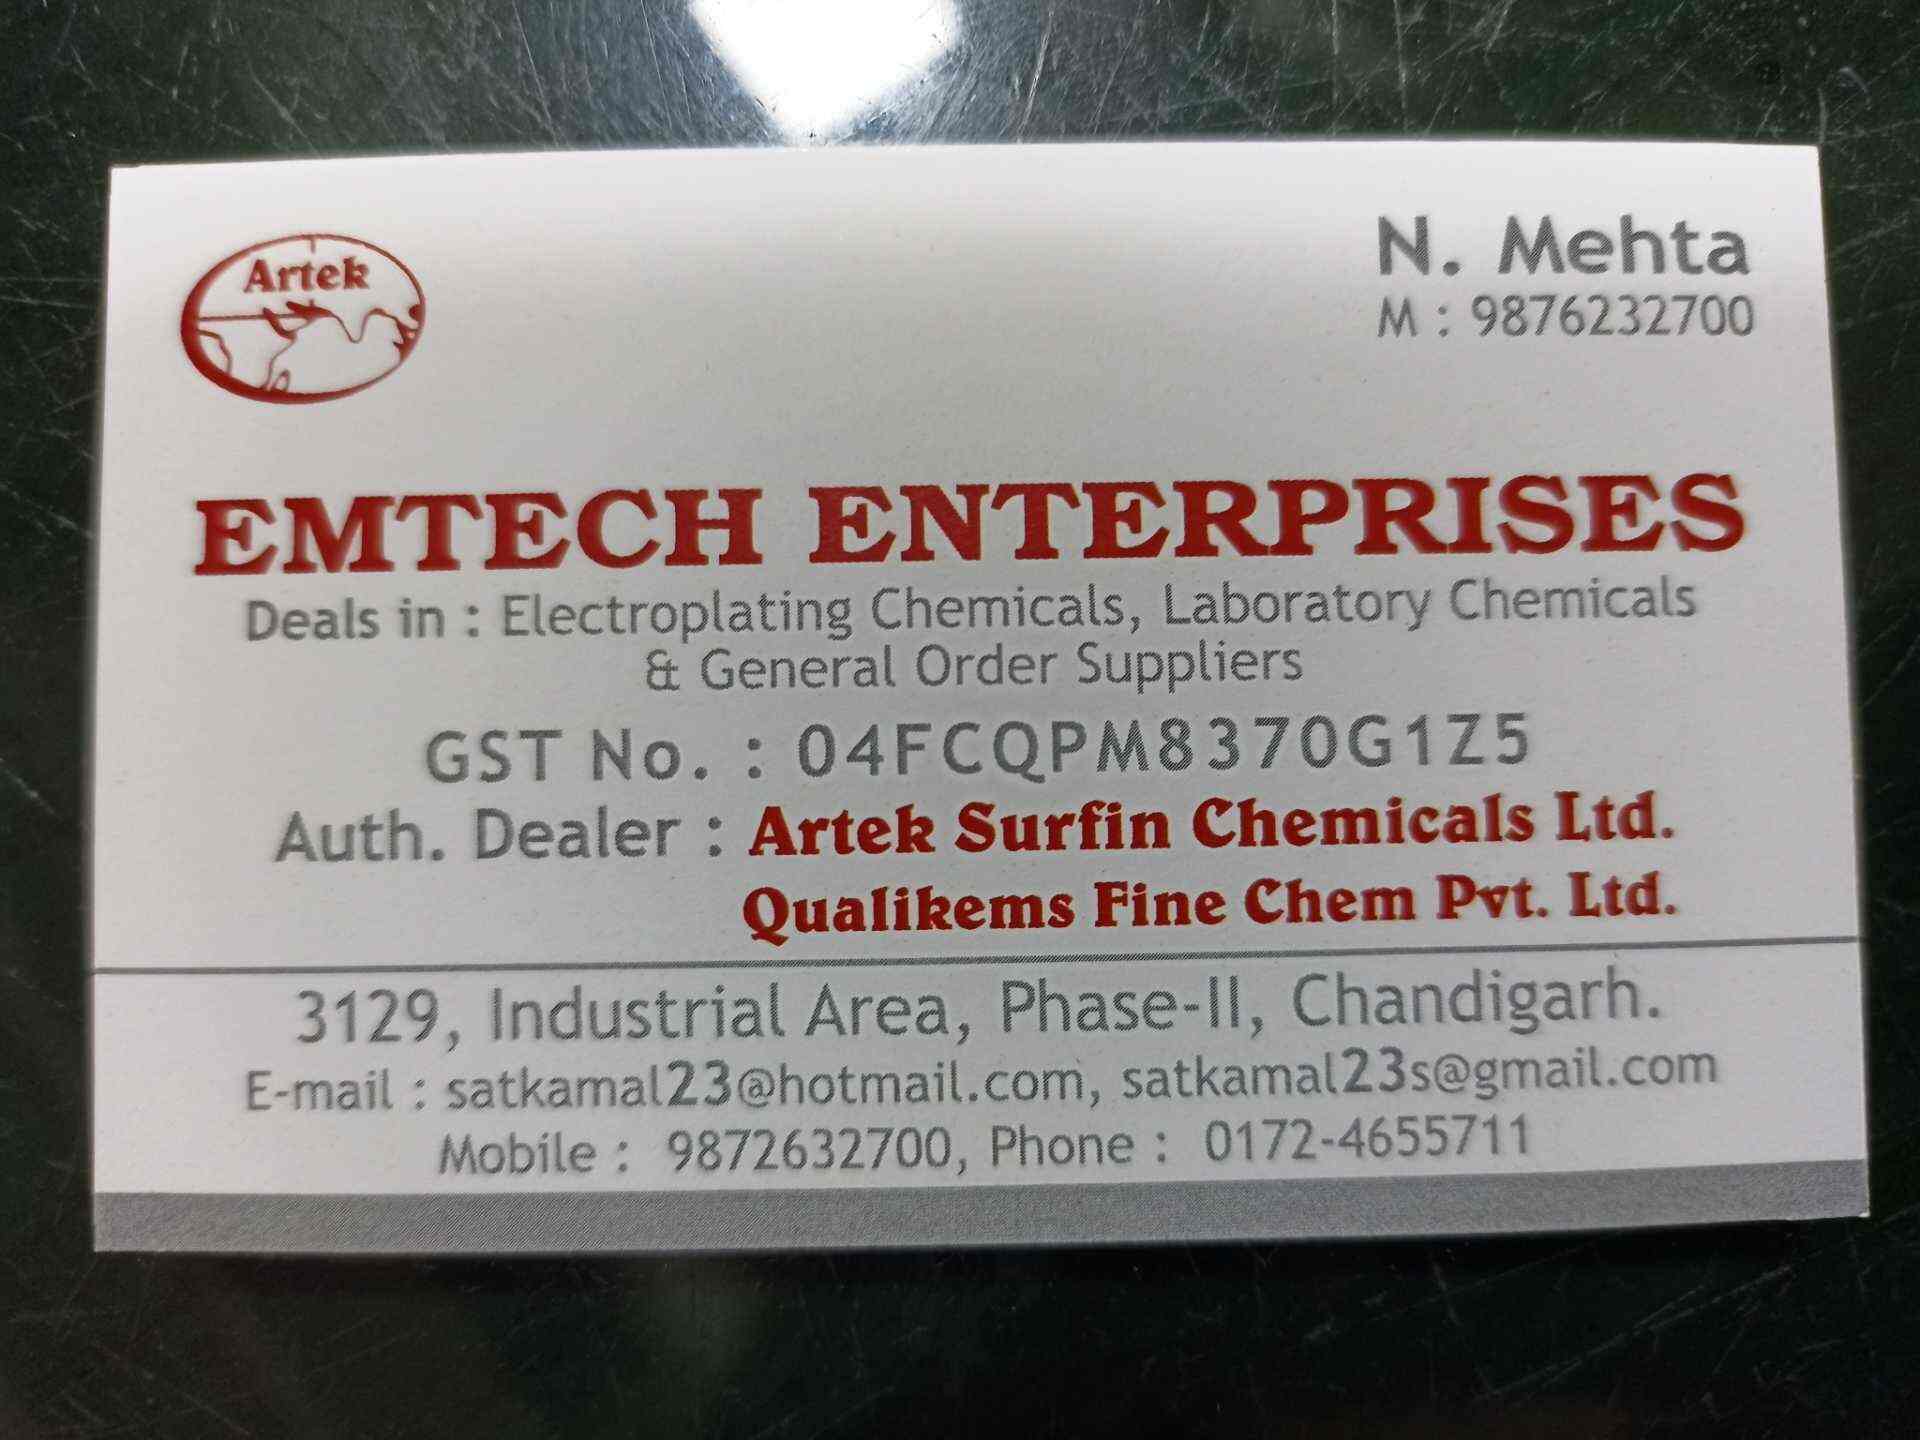 Artek
N. Mehta
M : 9876232700
EMTECH ENTERPRISES
Deals in : Electroplating Chemicals, Laboratory Chemicals
& General Order Suppliers
GST No. : 04FCQPM8370G1Z5
Auth. Dealer : Artek Surfin Chemicals Ltd.
Qualikems Fine Chem Pvt. Ltd.
3129, Industrial Area, Phase-II, Chandigarh.
E-mail : satkamal23@hotmail.com, satkamal23s@gmail.com
Mobile : 9872632700, Phone : 0172-4655711